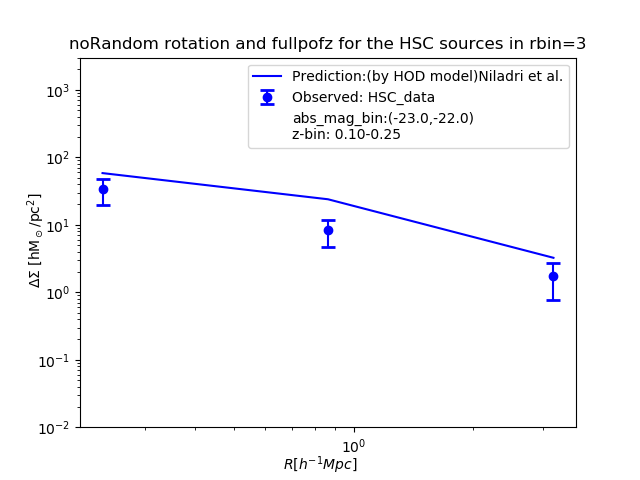 noRandom rotation and fullpofz for the HSC sources in rbin=3
Prediction:(by HOD model)Niladri et al.
Observed: HSC_data
abs_mag_bin:(-23.0,-22.0)
z-bin: 0.10-0.25
ΔΣ [hM⊙/pc²]
10³
10²
10¹
10⁰
10⁻¹
10⁻²
10⁰
R[h⁻¹Mpc]